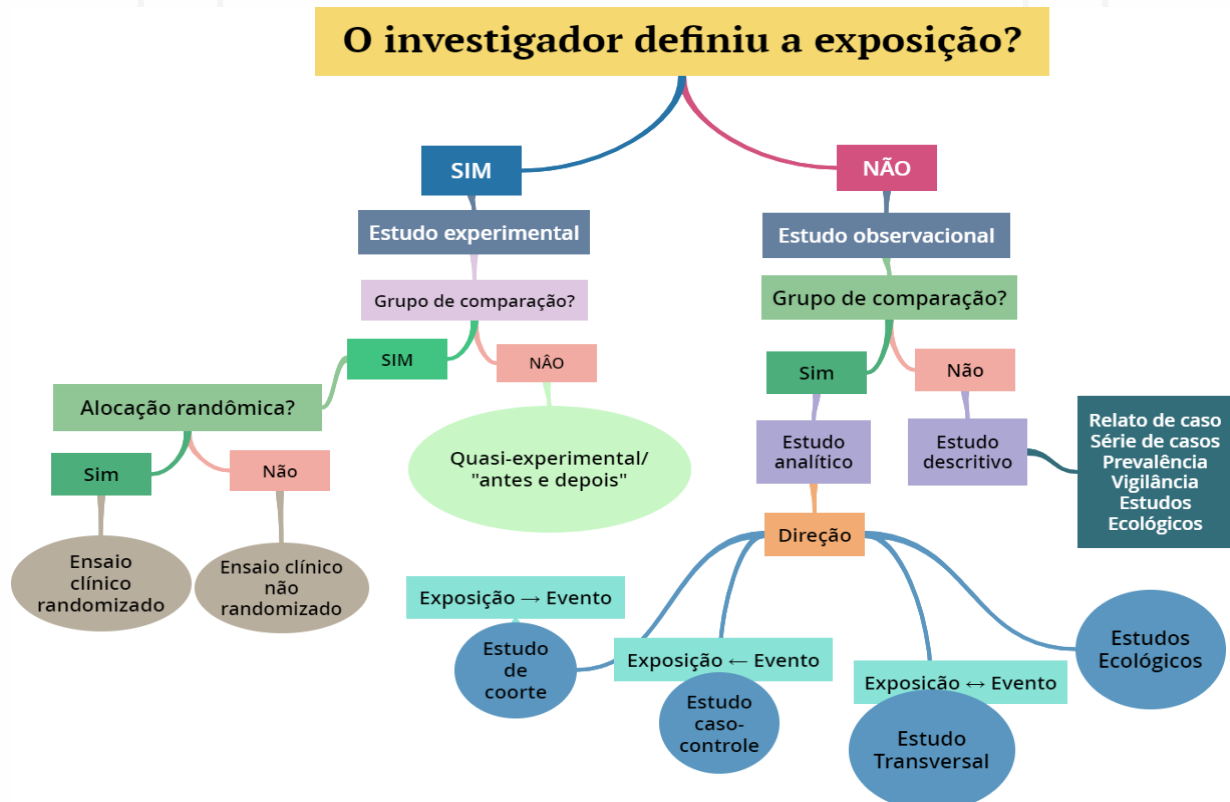 O investigador definiu a exposição?
SIM
NÃO
Estudo experimental
Estudo observacional
Grupo de comparação?
Grupo de comparação?
SIM
NÂO
Sim
Não
Alocação randômica?
Sim
Não
Quasi-experimental/
"antes e depois"
Estudo
analítico
Estudo
descritivo
Relato de caso
Série de casos
Prevalência
Vigilância
Estudos
Ecológicos
Ensaio
clínico
randomizado
Ensaio clínico
não
randomizado
Direção
Exposição → Evento
Estudo
de
coorte
Exposição ← Evento
Estudo
caso-
controle
Exposição ↔ Evento
Estudo
Transversal
Estudos
Ecológicos